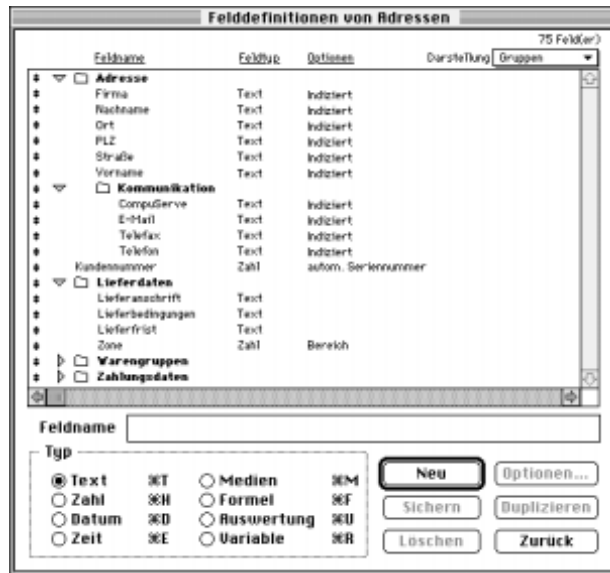 Felddefinitionen von Adressen
75 Feld(er)
Feldname Feldtyp Optionen Darstellung Gruppen
Adresse
Firma Text Indiziert
Nachname Text Indiziert
Ort Text Indiziert
PLZ Text Indiziert
Straße Text Indiziert
Vorname Text Indiziert
Kommunikation
CompuServe Text Indiziert
E-Mail Text Indiziert
Telefax Text Indiziert
Telefon Text Indiziert
Kundennummer Zahl autom. Seriennummer
Lieferdaten
Lieferanschrift Text
Lieferbedingungen Text
Lieferfrist Text
Zone Zahl Bereich
Warengruppen
Zahlungsdaten
Feldname
Typ
Text ⌘T Medien ⌘M Neu Optionen...
Zahl ⌘H Formel ⌘F Sichern Duplizieren
Datum ⌘D Auswertung ⌘U
Zeit ⌘E Variable ⌘R Löschen Zurück